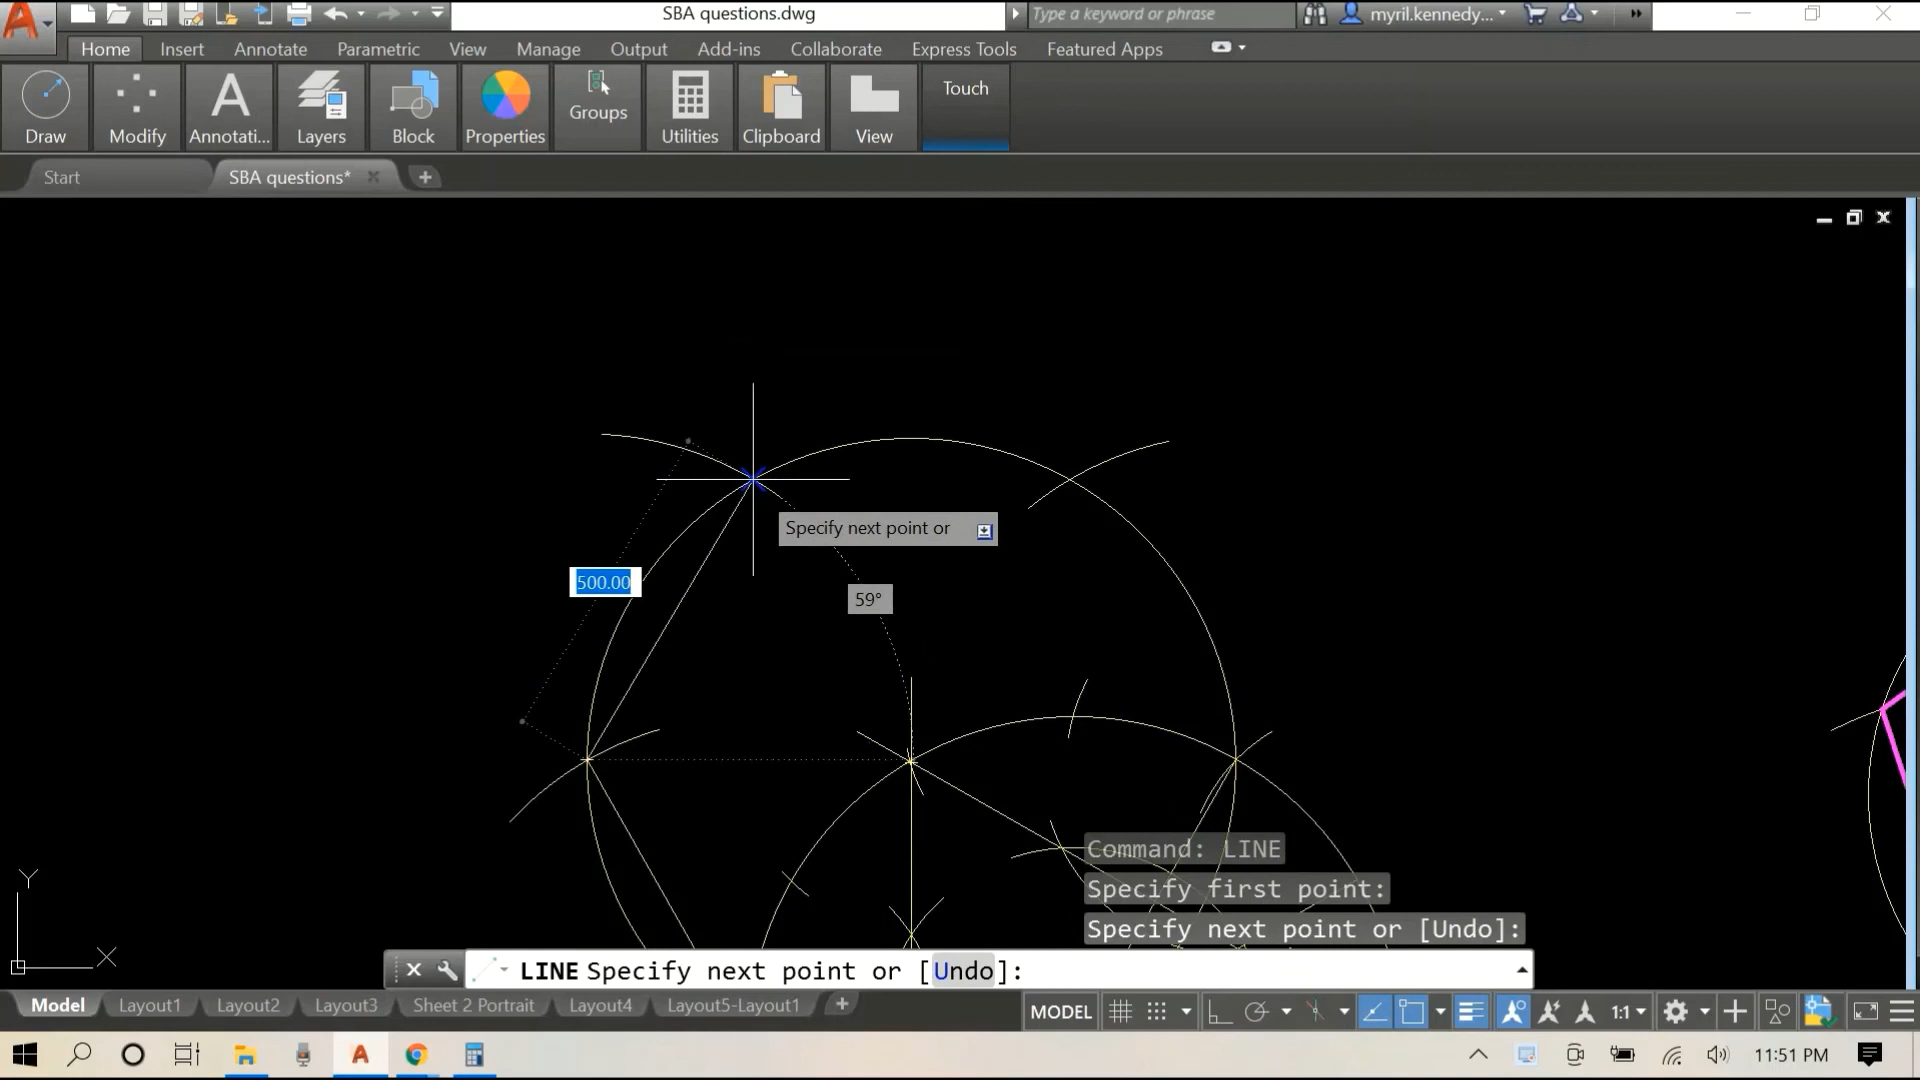 SBA questions.dwg
Type a keyword or phrase
myril.kennedy...
Home Insert Annotate Parametric View Manage Output Add-ins Collaborate Express Tools Featured Apps
Draw Modify Annotati... Layers Block Properties Groups Utilities Clipboard View Touch
Start SBA questions*
Specify next point or
500.00
59°
Command: LINE
Specify first point:
Specify next point or [Undo]:
Y
X
LINE Specify next point or [Undo]:
Model Layout1 Layout2 Layout3 Sheet 2 Portrait Layout4 Layout5-Layout1
MODEL 1:1
11:51 PM